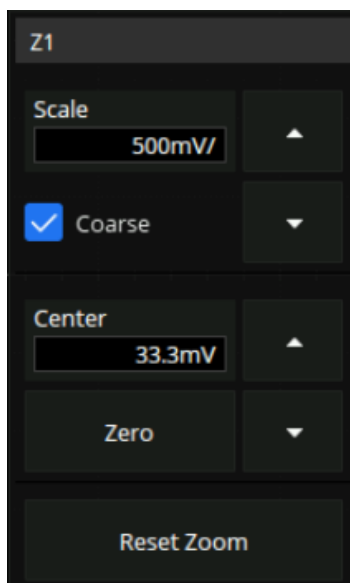 Z1
Scale
500mV/
Coarse
Center
33.3mV
Zero
Reset Zoom